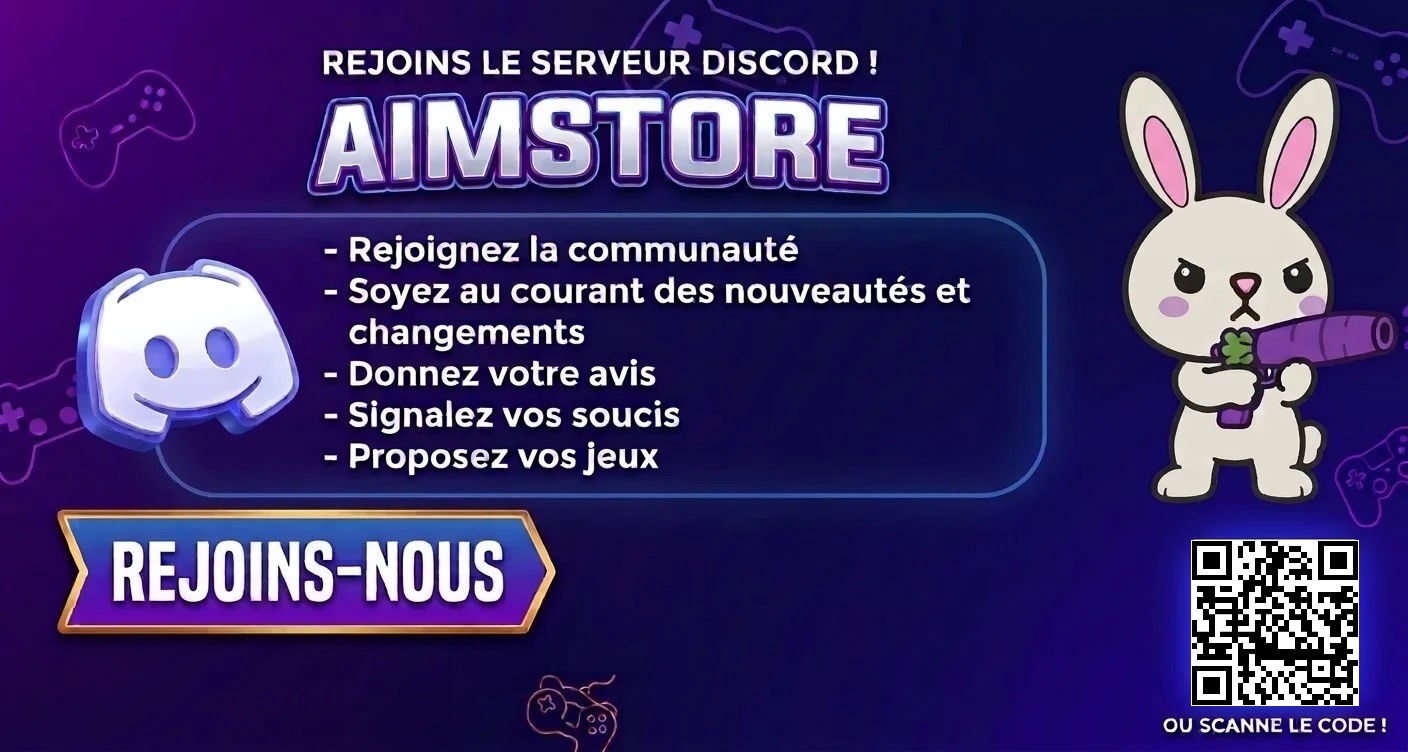 REJOINS LE SERVEUR DISCORD !
AIMSTORE
- Rejoignez la communauté
- Soyez au courant des nouveautés et
changements
- Donnez votre avis
- Signalez vos soucis
- Proposez vos jeux
REJOINS-NOUS
OU SCANNE LE CODE !